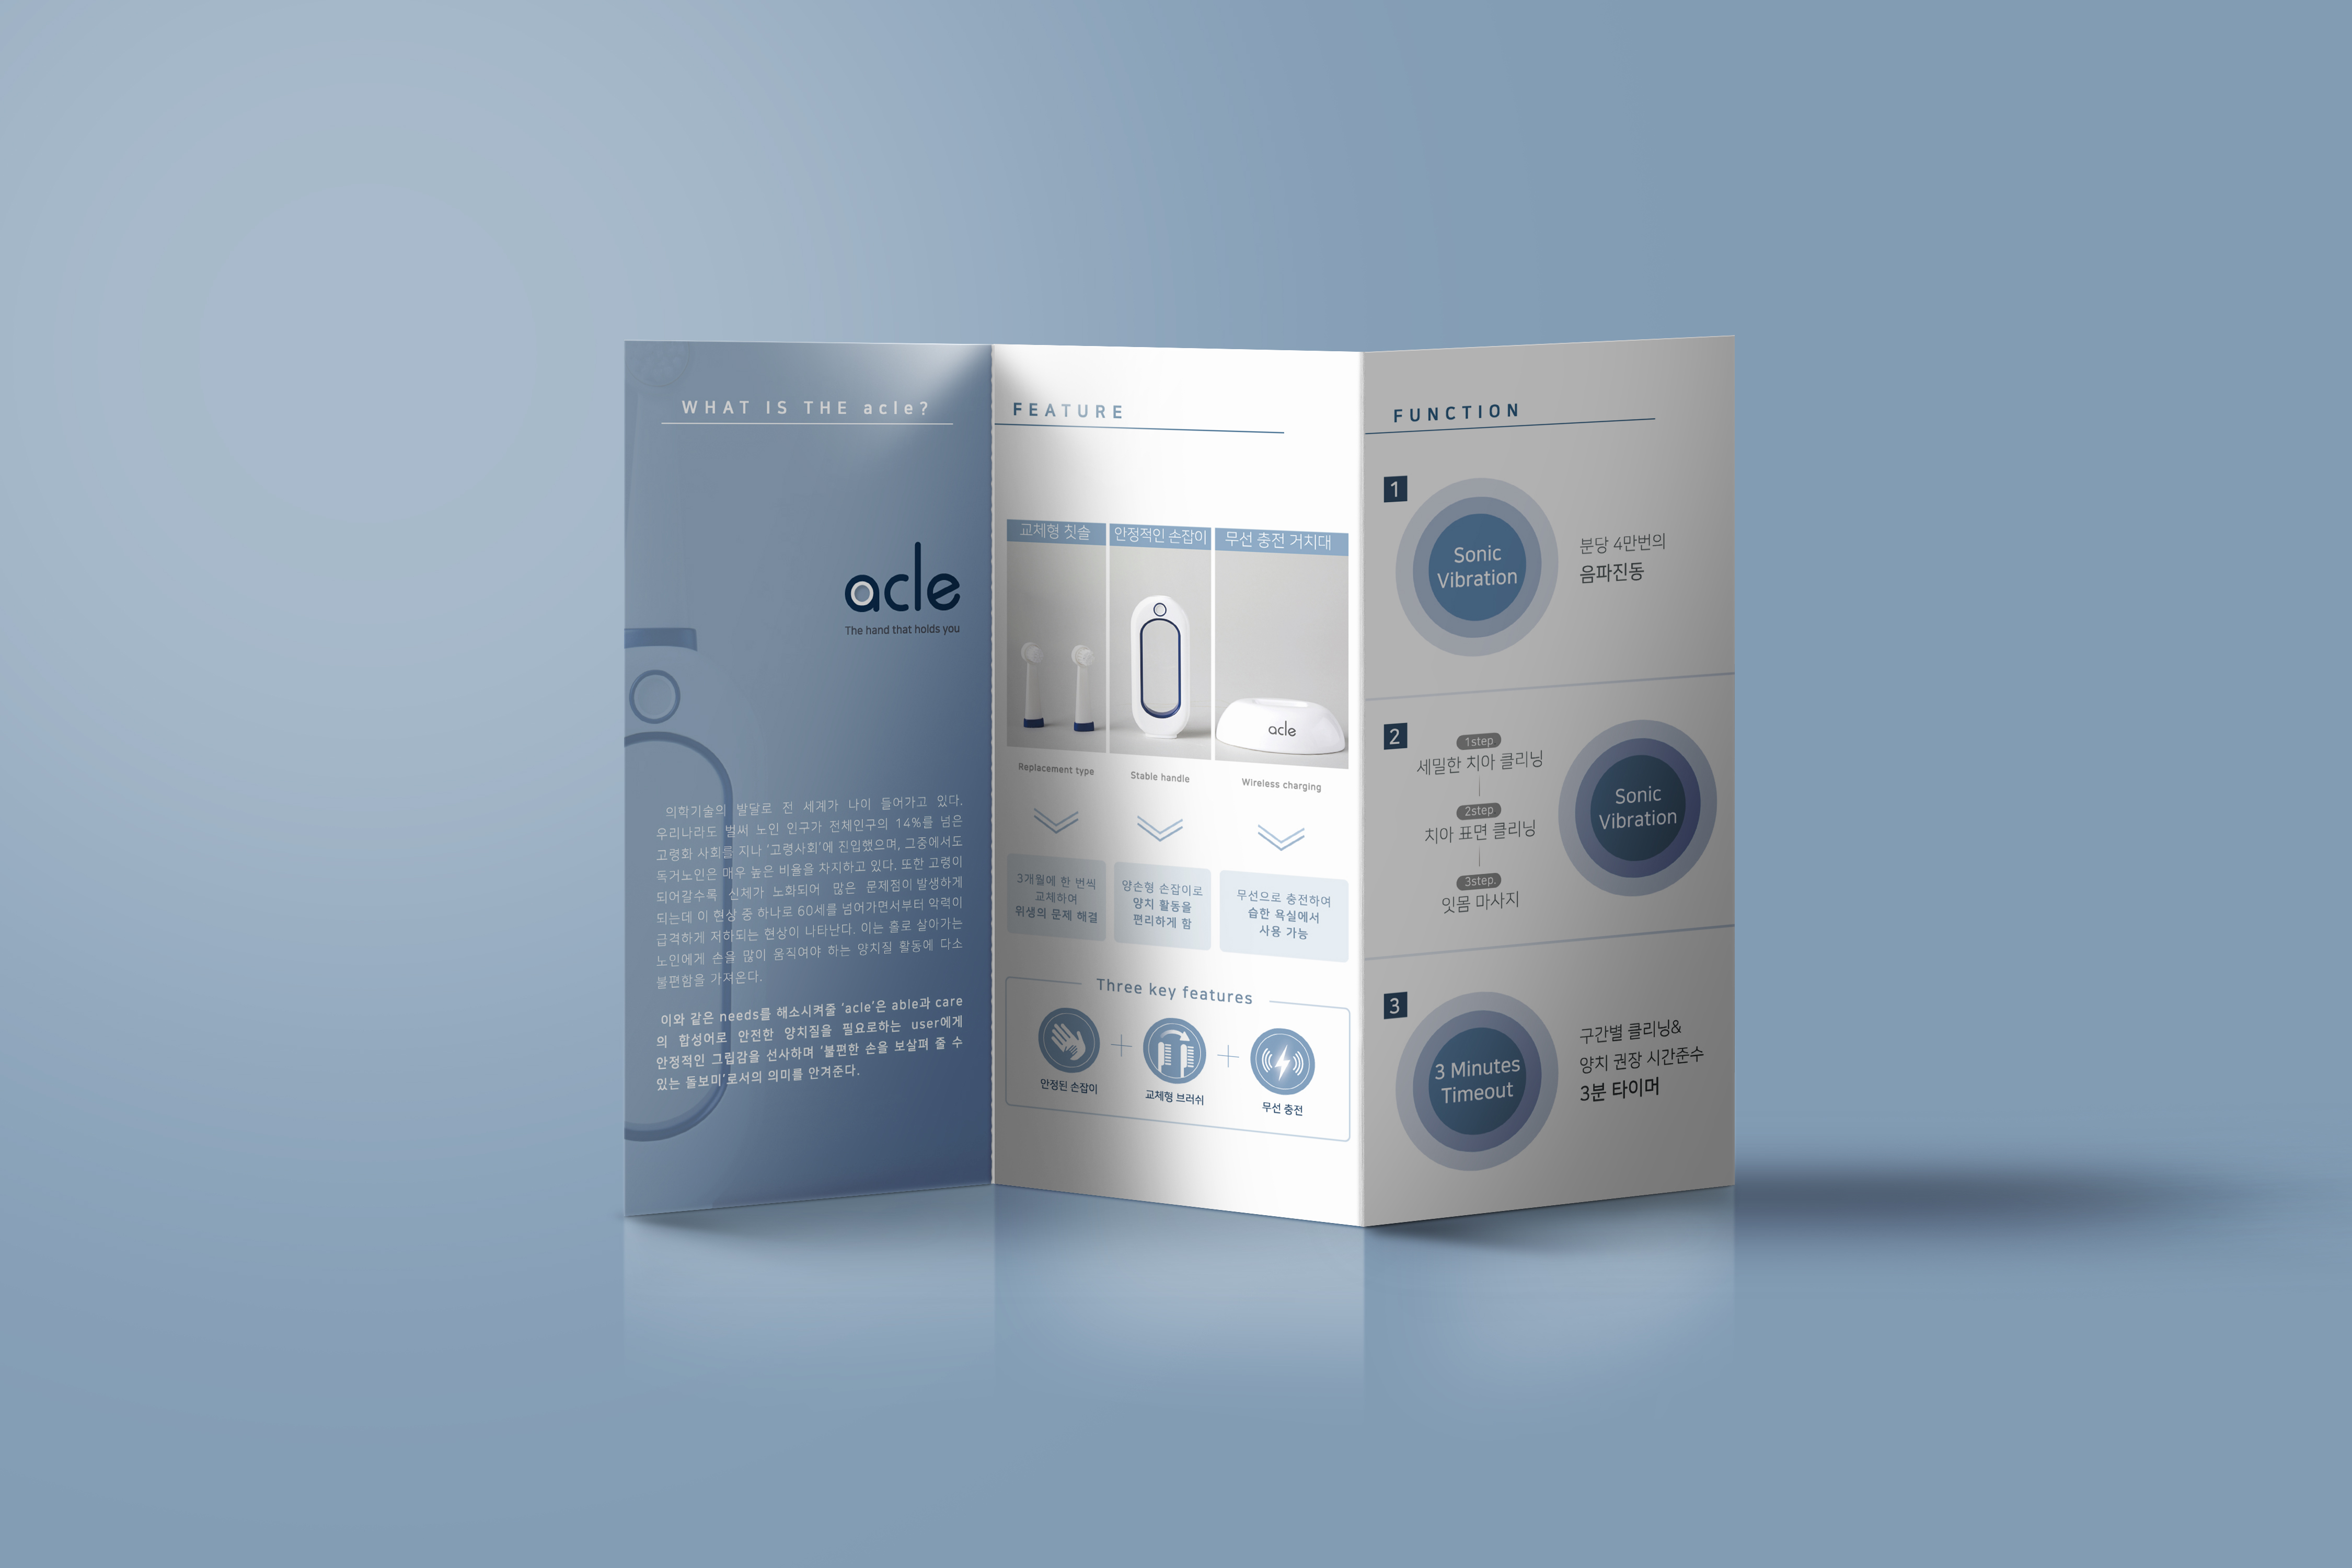 WHAT IS THE acle?
acle
The hand that holds you
의학기술의 발달로 전 세계가 나이 들어가고 있다.
우리나라도 벌써 노인 인구가 전체인구의 14%를 넘은
고령화 사회를 지나 '고령사회'에 진입했으며, 그중에서도
독거노인은 매우 높은 비율을 차지하고 있다. 또한 고령이
되어갈수록 신체가 노화되어 많은 문제점이 발생하게
되는데 이 현상 중 하나로 60세를 넘어가면서부터 악력이
급격하게 저하되는 현상이 나타난다. 이는 홀로 살아가는
노인에게 손을 많이 움직여야 하는 양치질 활동에 다소
불편함을 가져온다.
이와 같은 needs를 해소시켜줄 'acle'은 able과 care
의 합성어로 안전한 양치질을 필요로하는 user에게
안정적인 그립감을 선사하며 '불편한 손을 보살펴 줄 수
있는 돌보미'로서의 의미를 안겨준다.
FEATURE
교체형 칫솔
안정적인 손잡이
무선 충전 거치대
acle
Replacement type
Stable handle
Wireless charging
3개월에 한 번씩
교체하여
위생의 문제 해결
양손형 손잡이로
양치 활동을
편리하게 함
무선으로 충전하여
습한 욕실에서
사용 가능
Three key features
안정된 손잡이
교체형 브러쉬
무선 충전
FUNCTION
1
Sonic
Vibration
분당 4만번의
음파진동
2
1step
세밀한 치아 클리닝
2step
치아 표면 클리닝
3step.
잇몸 마사지
Sonic
Vibration
3
3 Minutes
Timeout
구간별 클리닝&
양치 권장 시간준수
3분 타이머